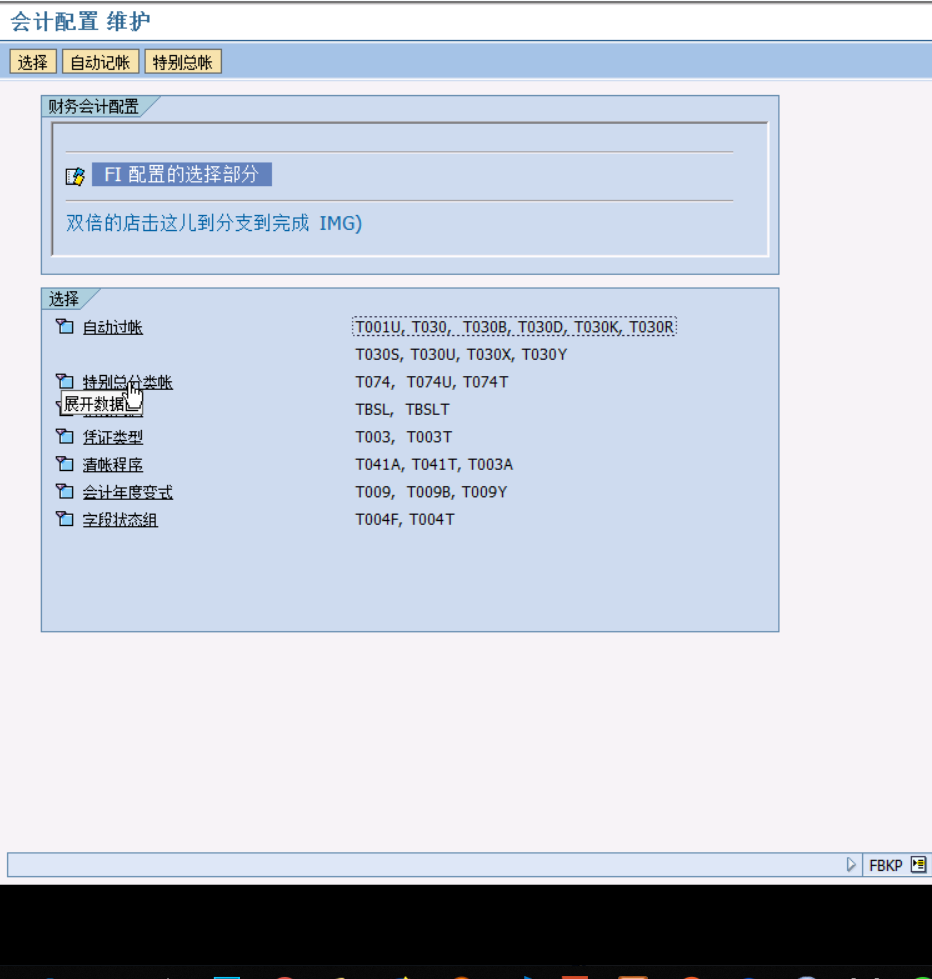 会计配置 维护
选择 自动记帐 特别总帐
财务会计配置
FI 配置的选择部分
双倍的店击这儿到分支到完成 IMG)
选择
自动过帐 T001U, T030, T030B, T030D, T030K, T030R
T030S, T030U, T030X, T030Y
特别总分类帐 T074, T074U, T074T
展开数据 TBSL, TBSLT
凭证类型 T003, T003T
清帐程序 T041A, T041T, T003A
会计年度变式 T009, T009B, T009Y
字段状态组 T004F, T004T
FBKP